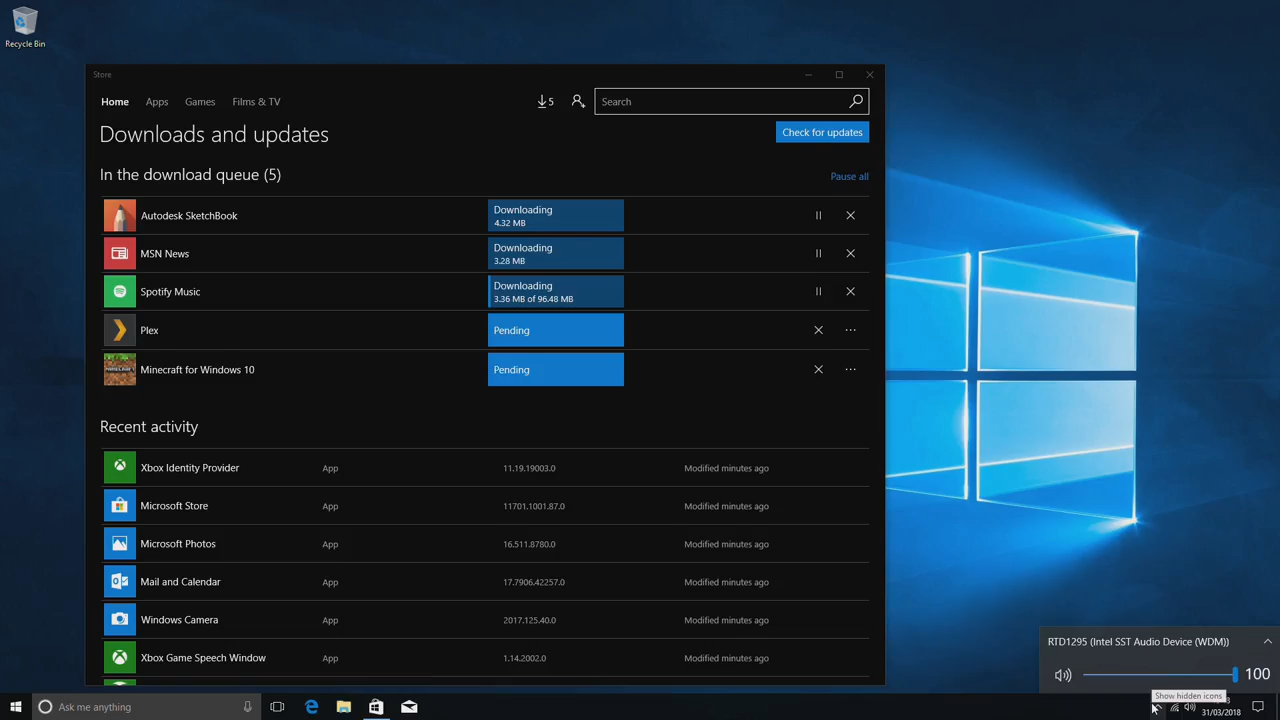 Recycle Bin
Store
Home Apps Games Films & TV 5 Search
Downloads and updates Check for updates
In the download queue (5) Pause all
Autodesk SketchBook Downloading
4.32 MB
MSN News Downloading
3.28 MB
Spotify Music Downloading
3.36 MB of 96.48 MB
Plex Pending
Minecraft for Windows 10 Pending
Recent activity
Xbox Identity Provider App 11.19.19003.0 Modified minutes ago
Microsoft Store App 11701.1001.87.0 Modified minutes ago
Microsoft Photos App 16.511.8780.0 Modified minutes ago
Mail and Calendar App 17.7906.42257.0 Modified minutes ago
Windows Camera App 2017.125.40.0 Modified minutes ago
Xbox Game Speech Window App 1.14.2002.0 Modified minutes ago
RTD1295 (Intel SST Audio Device (WDM))
100
Show hidden icons
Ask me anything
31/03/2018